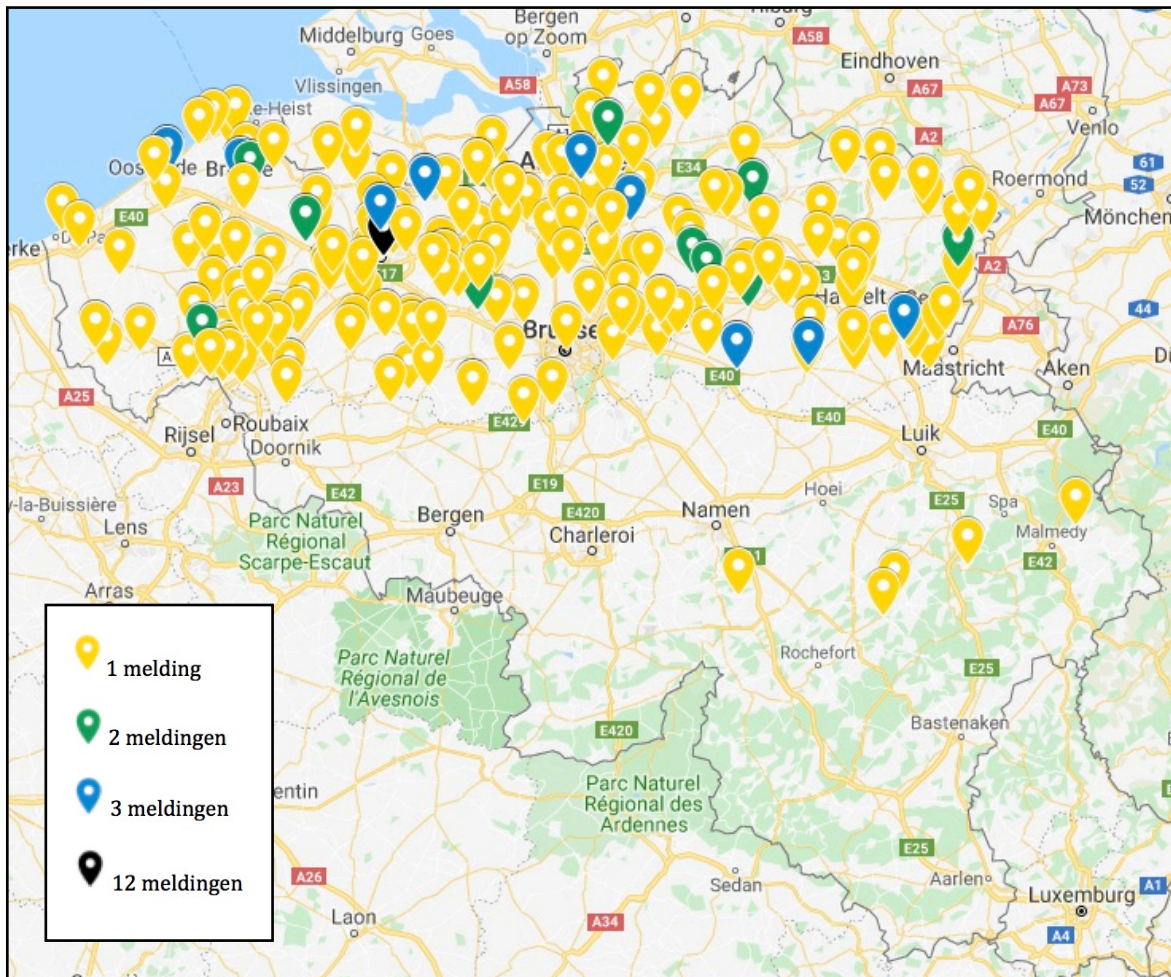 Bergen
op Zoom
A58
Middelburg
Goes
Vlissingen
A58
Eindhoven
A67
A73
A67
Venlo
A2
E34
61
52
Roermond
E40
A2
E17
44
A76
Maastricht
Aken
E40
A25
E429
E40
Luik
E40
Roubaix
Rijsel
Doornik
A23
E42
E19
Hoei
E25
Spa
Lens
Parc Naturel
Régional
Scarpe-Escaut
Bergen
E420
Charleroi
Namen
Malmedy
E42
Arras
Maubeuge
Parc Naturel
Régional de
l'Avesnois
Rochefort
E25
1 melding
2 meldingen
3 meldingen
12 meldingen
E420
Bastenaken
Parc Naturel
Régional des
Ardennes
E25
A26
Sedan
Aarlen
Luxemburg
A1
Laon
A34
A4